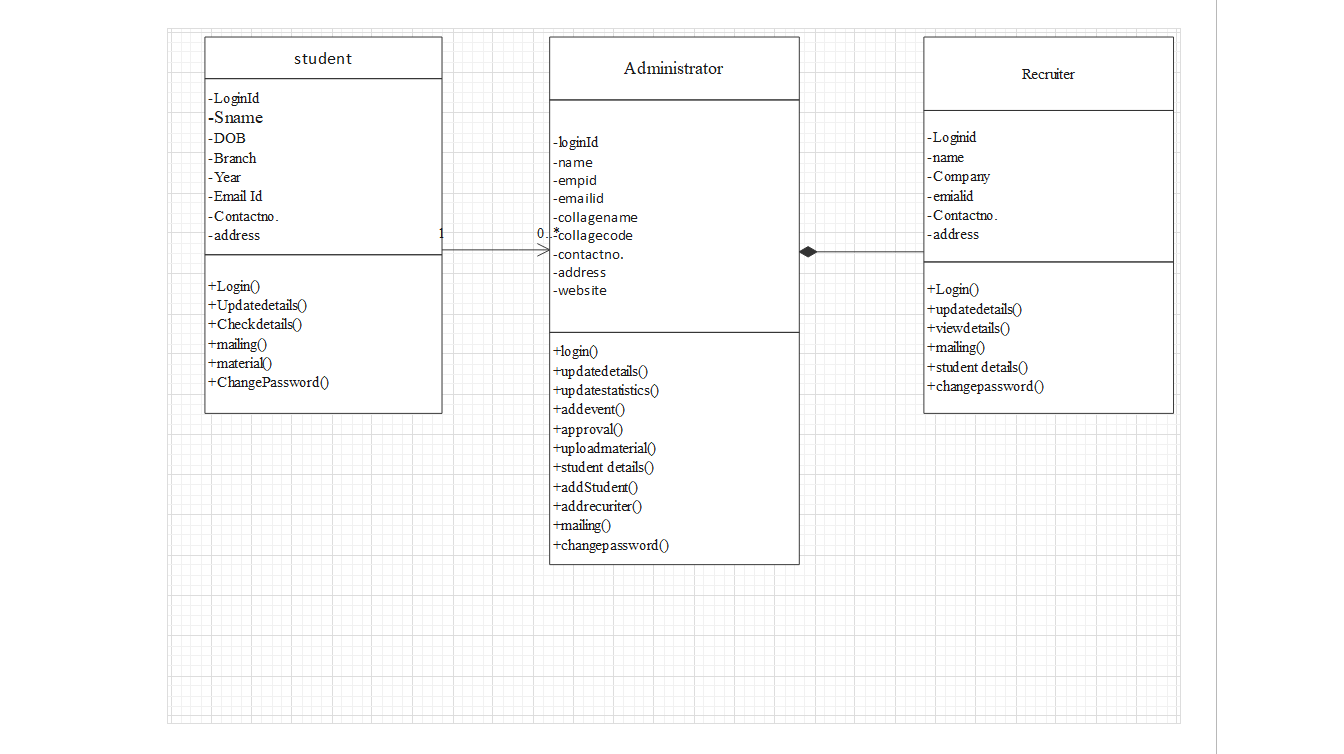 student
-LoginId
-Sname
-DOB
-Branch
-Year
-Email Id
-Contactno.
-address
+Login()
+Updatedetails()
+Checkdetails()
+mailing()
+material()
+ChangePassword()
1
0..*
Administrator
-loginId
-name
-empid
-emailid
-collagename
-collagecode
-contactno.
-address
-website
+login()
+updatedetails()
+updatestatistics()
+addevent()
+approval()
+uploadmaterial()
+student details()
+addStudent()
+addrecuriter()
+mailing()
+changepassword()
Recruiter
-Loginid
-name
-Company
-emialid
-Contactno.
-address
+Login()
+updatedetails()
+viewdetails()
+mailing()
+student details()
+changepassword()